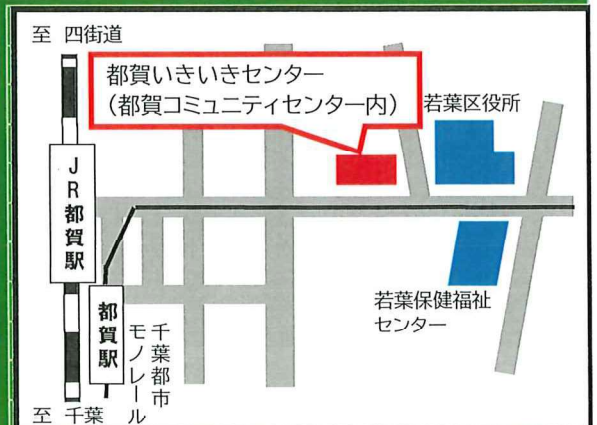 至 四街道
都賀いきいきセンター
（都賀コミュニティセンター内）
若葉区役所
JR都賀駅
都賀駅
千葉都市
モノレール
若葉保健福祉
センター
至 千葉